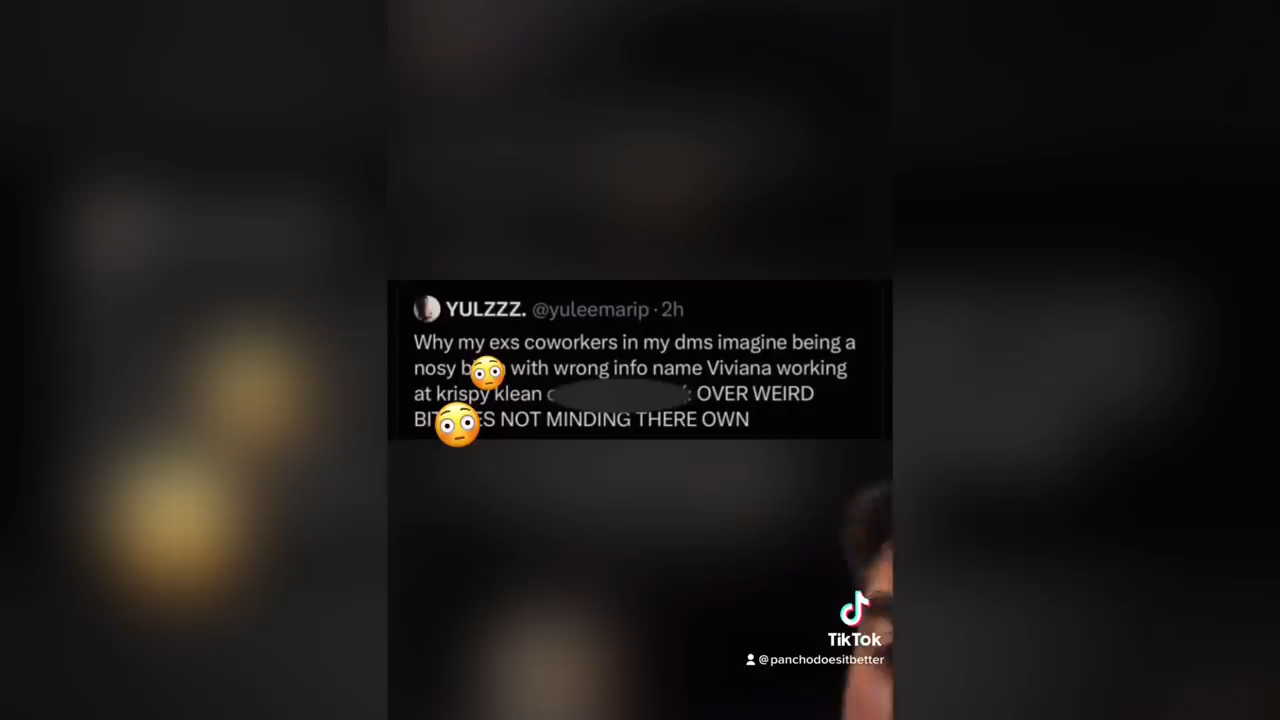 YULZZZ. @yuleemarip · 2h
Why my exs coworkers in my dms imagine being a
nosy b with wrong info name Viviana working
at krispy klean : OVER WEIRD
BIT ES NOT MINDING THERE OWN
TikTok
@panchodoesitbetter